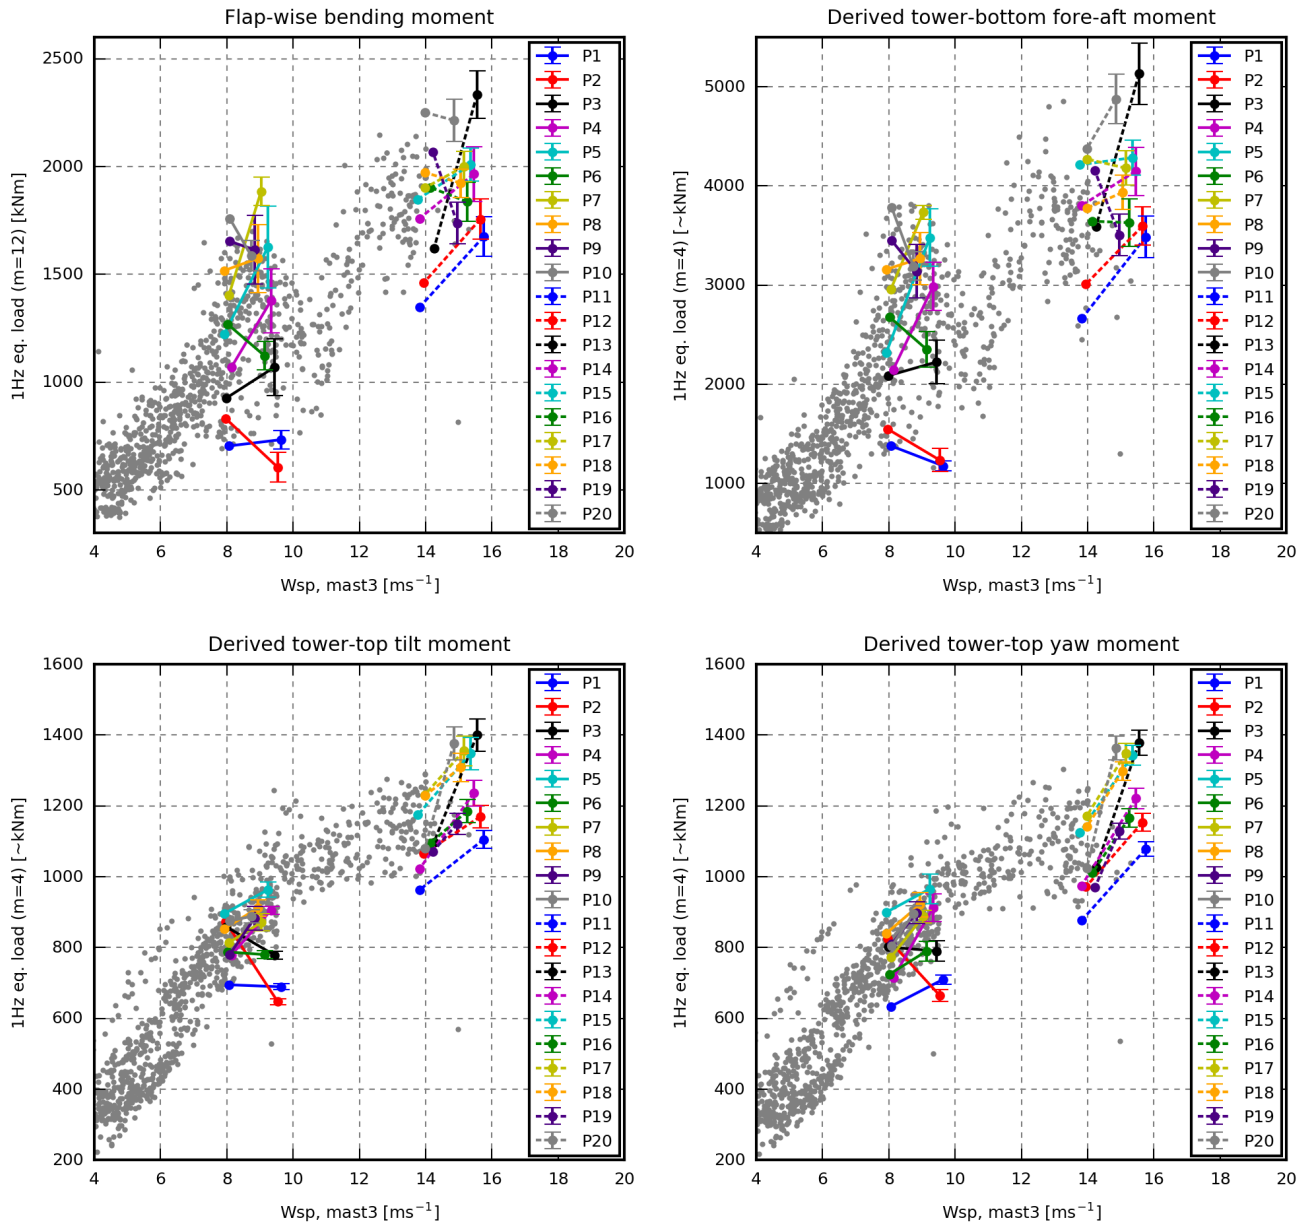 Flap-wise bending moment
1Hz eq. load (m=12) [kNm]
2500
2000
1500
1000
500
4 6 8 10 12 14 16 18 20
Wsp, mast3 [ms⁻¹]
P1
P2
P3
P4
P5
P6
P7
P8
P9
P10
P11
P12
P13
P14
P15
P16
P17
P18
P19
P20
Derived tower-bottom fore-aft moment
1Hz eq. load (m=4) [~kNm]
5000
4000
3000
2000
1000
4 6 8 10 12 14 16 18 20
Wsp, mast3 [ms⁻¹]
P1
P2
P3
P4
P5
P6
P7
P8
P9
P10
P11
P12
P13
P14
P15
P16
P17
P18
P19
P20
Derived tower-top tilt moment
1Hz eq. load (m=4) [~kNm]
1600
1400
1200
1000
800
600
400
200
4 6 8 10 12 14 16 18 20
Wsp, mast3 [ms⁻¹]
P1
P2
P3
P4
P5
P6
P7
P8
P9
P10
P11
P12
P13
P14
P15
P16
P17
P18
P19
P20
Derived tower-top yaw moment
1Hz eq. load (m=4) [~kNm]
1600
1400
1200
1000
800
600
400
200
4 6 8 10 12 14 16 18 20
Wsp, mast3 [ms⁻¹]
P1
P2
P3
P4
P5
P6
P7
P8
P9
P10
P11
P12
P13
P14
P15
P16
P17
P18
P19
P20